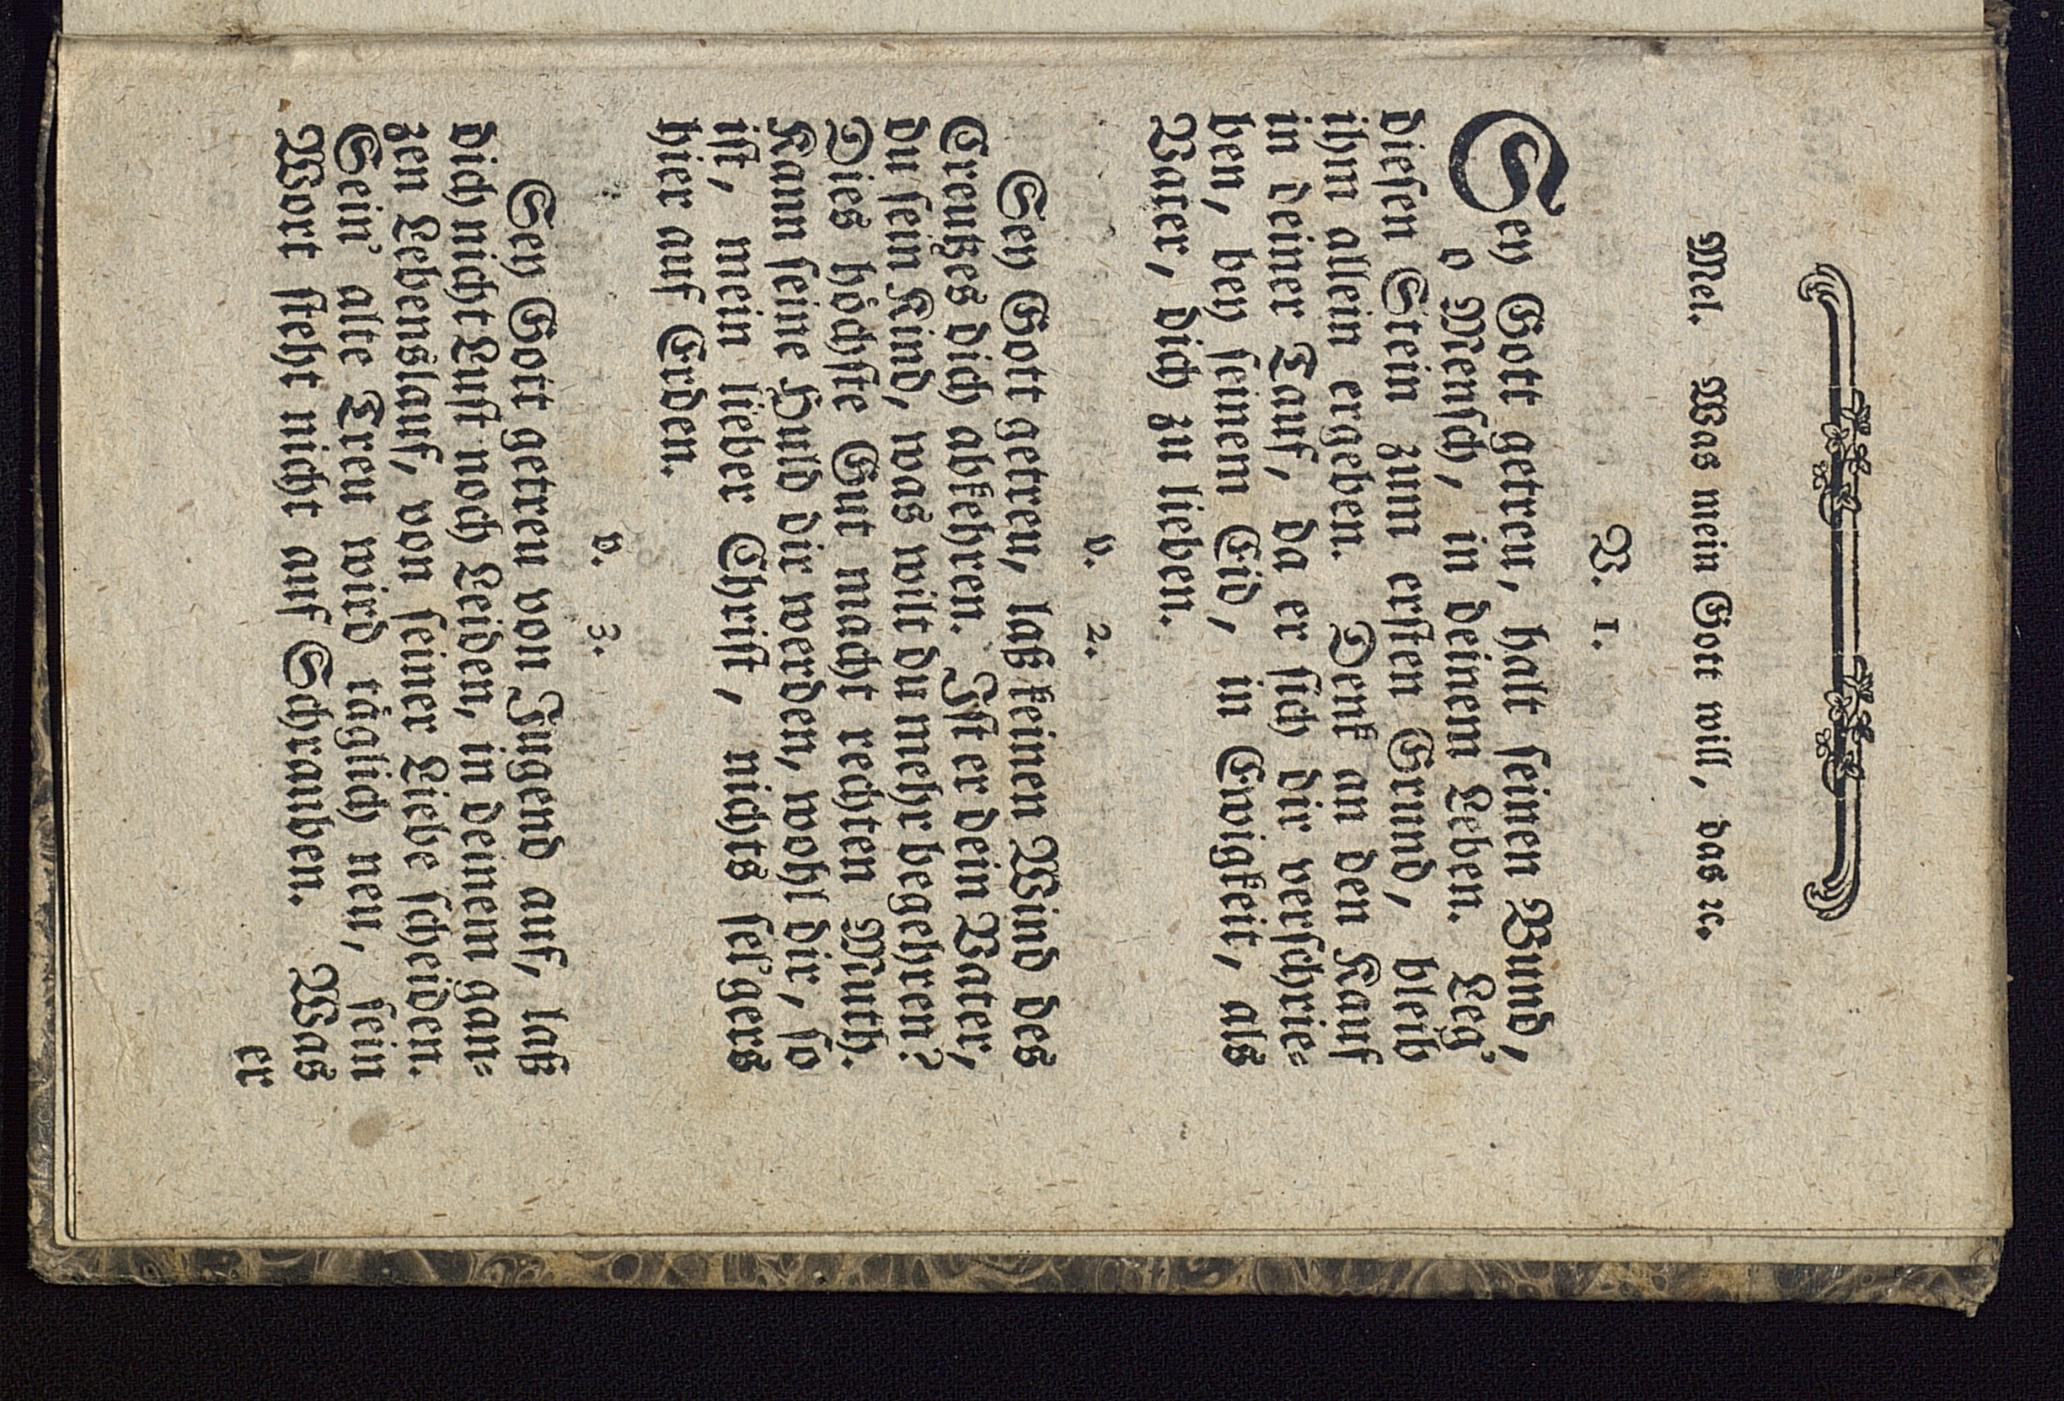 Mel. Was mein Gott will, das ꝛc.
V. 1.
Sey Gott getreu, halt seinen Bund,
o Mensch, in deinem Leben. Leg'
diesen Stein zum ersten Grund, bleib
ihm allein ergeben. Denk an den Kauf
in deiner Tauf, da er sich dir verschrie-
ben, bey seinem Eid, in Ewigkeit, als
Vater, dich zu lieben.
v. 2.
Sey Gott getreu, laß keinen Wind des
Creutzes dich abkehren. Ist er dein Vater,
du sein Kind, was wilt du mehr begehren?
Dies höchste Gut macht rechten Muth.
Kann seine Huld dir werden, wohl dir, so
ist, mein lieber Christ, nichts sel'gers
hier auf Erden.
v. 3.
Sey Gott getreu von Jugend auf, laß
dich nicht Lust noch Leiden, in deinem gan-
zen Lebenslauf, von seiner Liebe scheiden.
Sein' alte Treu wird täglich neu, sein
Wort steht nicht auf Schrauben. Was
er